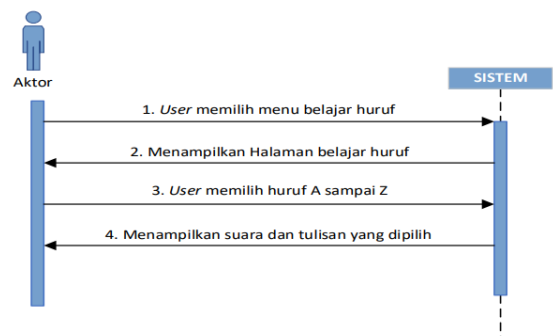 Aktor
SISTEM
1. User memilih menu belajar huruf
2. Menampilkan Halaman belajar huruf
3. User memilih huruf A sampai Z
4. Menampilkan suara dan tulisan yang dipilih